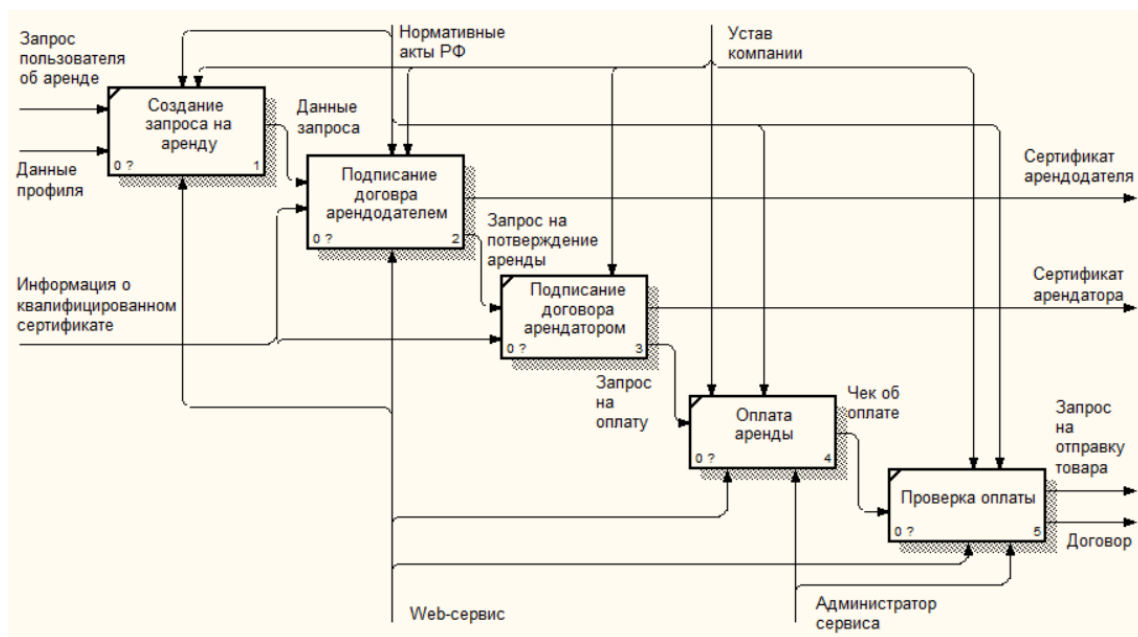 Запрос
пользователя
об аренде
Нормативные
акты РФ
Устав
компании
Создание
запроса на
аренду
0 ?
1
Данные
запроса
Данные
профиля
Подписание
договра
арендодателем
0 ?
2
Сертификат
арендодателя
Запрос на
потверждение
аренды
Информация о
квалифицированном
сертификате
Подписание
договора
арендатором
0 ?
3
Сертификат
арендатора
Запрос
на
оплату
Оплата
аренды
0 ?
4
Чек об
оплате
Запрос
на
отправку
товара
Проверка оплаты
0 ?
5
Договор
Web-сервис
Администратор
сервиса